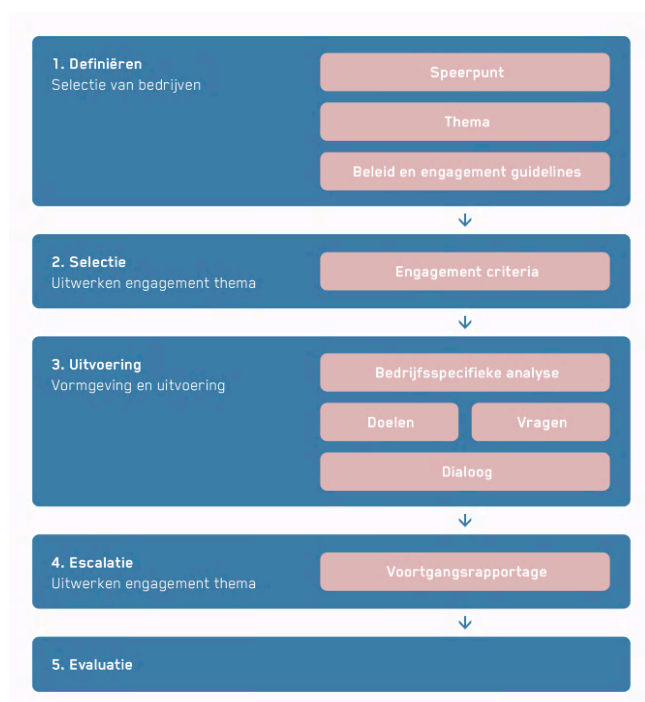 1. Definiëren
Selectie van bedrijven
Speerpunt
Thema
Beleid en engagement guidelines
2. Selectie
Uitwerken engagement thema
Engagement criteria
3. Uitvoering
Vormgeving en uitvoering
Bedrijfsspecifieke analyse
Doelen
Vragen
Dialoog
4. Escalatie
Uitwerken engagement thema
Voortgangsrapportage
5. Evaluatie